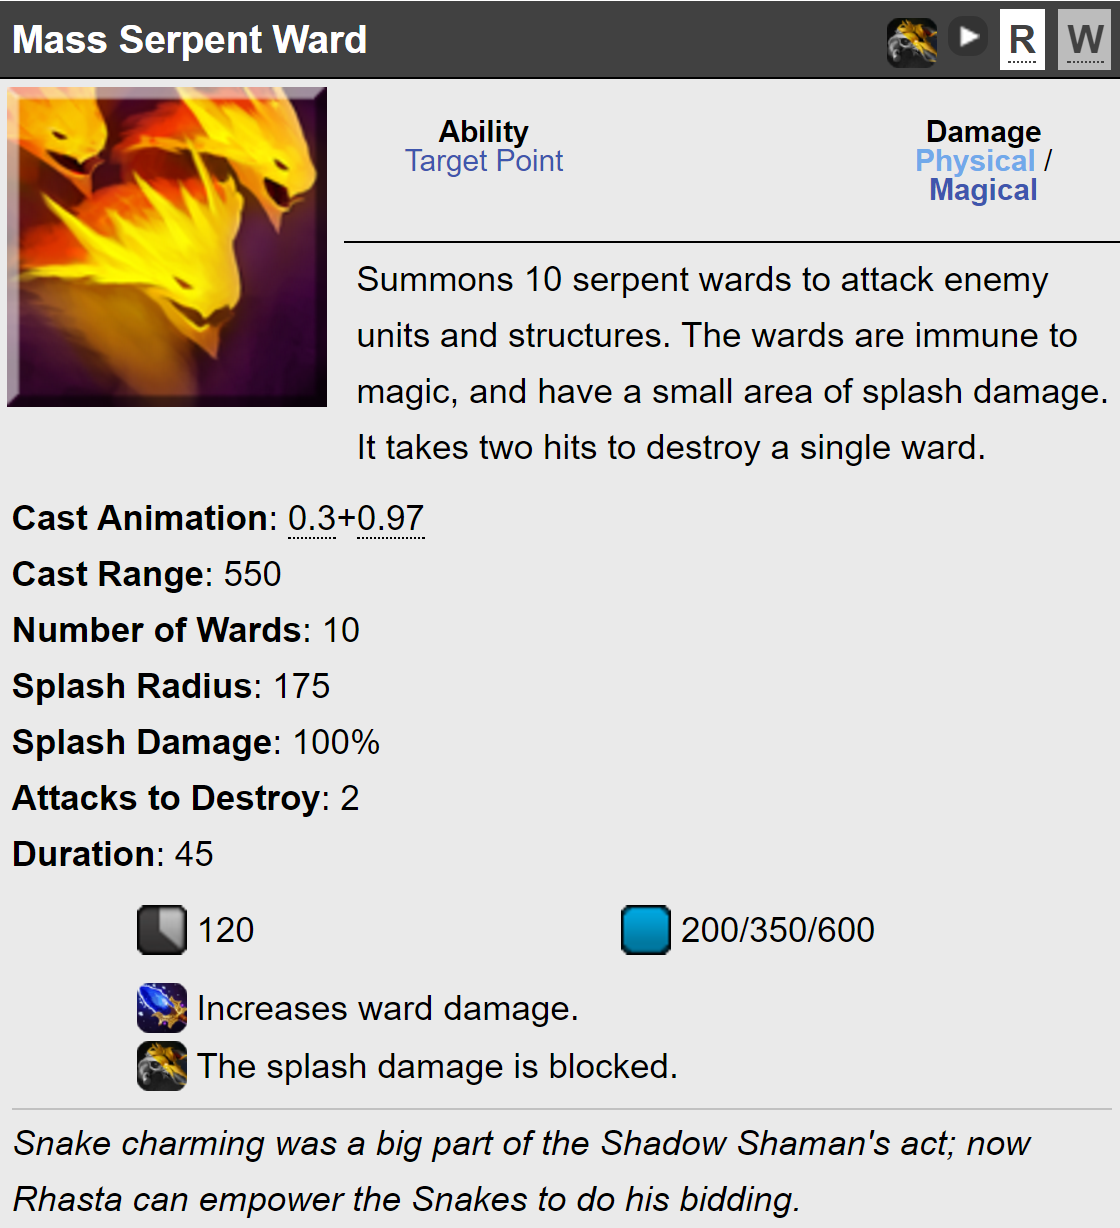 Mass Serpent Ward
R
W
Ability
Target Point
Damage
Physical /
Magical
Summons 10 serpent wards to attack enemy
units and structures. The wards are immune to
magic, and have a small area of splash damage.
It takes two hits to destroy a single ward.
Cast Animation: 0.3+0.97
Cast Range: 550
Number of Wards: 10
Splash Radius: 175
Splash Damage: 100%
Attacks to Destroy: 2
Duration: 45
120
200/350/600
Increases ward damage.
The splash damage is blocked.
Snake charming was a big part of the Shadow Shaman's act; now
Rhasta can empower the Snakes to do his bidding.